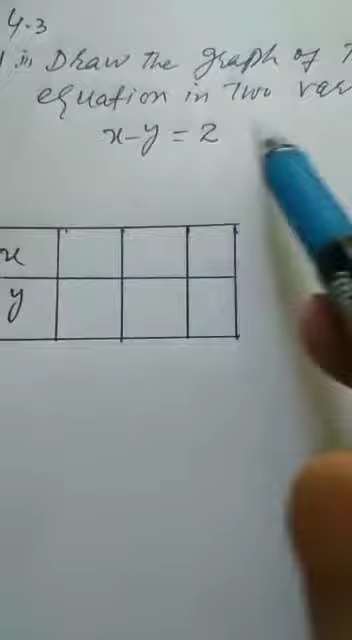 4.3
ii) Draw the graph of
equation in Two
x-y = 2
x
y